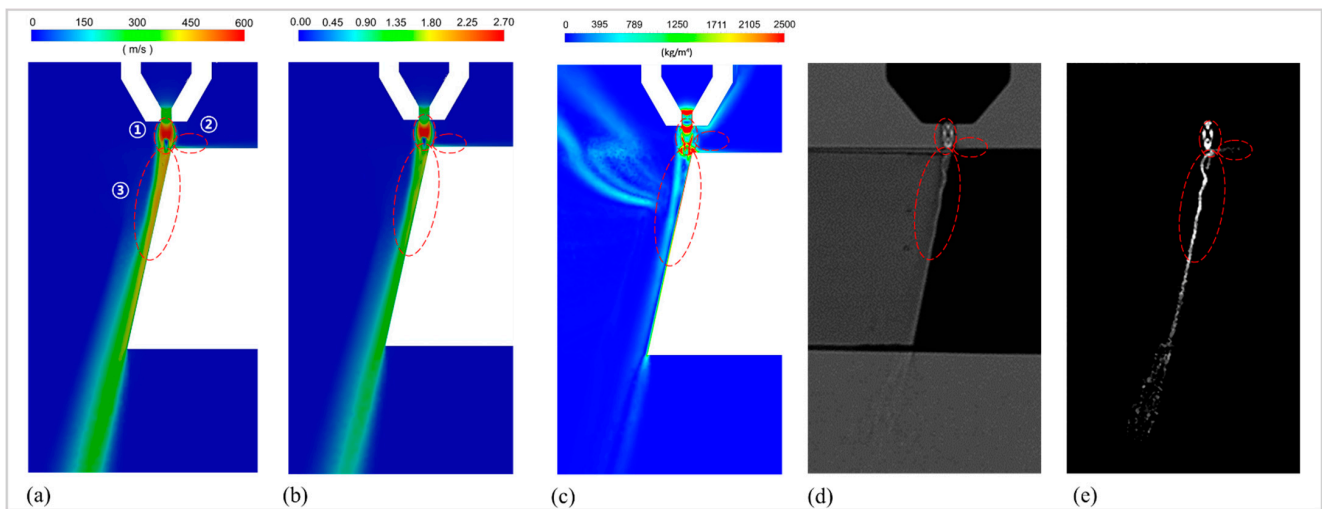 0 150 300 450 600
( m/s )
0.00 0.45 0.90 1.35 1.80 2.25 2.70
0 395 789 1250 1711 2105 2500
(kg/m⁴)
① ②
③
(a) (b) (c) (d) (e)